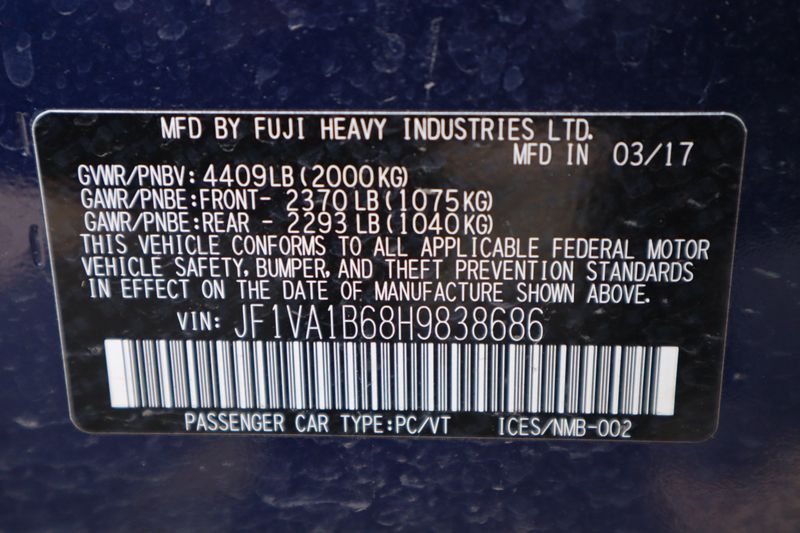 MFD BY FUJI HEAVY INDUSTRIES LTD.
MFD IN 03/17
GVWR/PNBV: 4409LB(2000KG)
GAWR/PNBE:FRONT- 2370LB(1075KG)
GAWR/PNBE:REAR - 2293LB(1040KG)
THIS VEHICLE CONFORMS TO ALL APPLICABLE FEDERAL MOTOR
VEHICLE SAFETY, BUMPER, AND THEFT PREVENTION STANDARDS
IN EFFECT ON THE DATE OF MANUFACTURE SHOWN ABOVE.
VIN: JF1VA1B68H9838686
PASSENGER CAR TYPE:PC/VT ICES/NMB-002